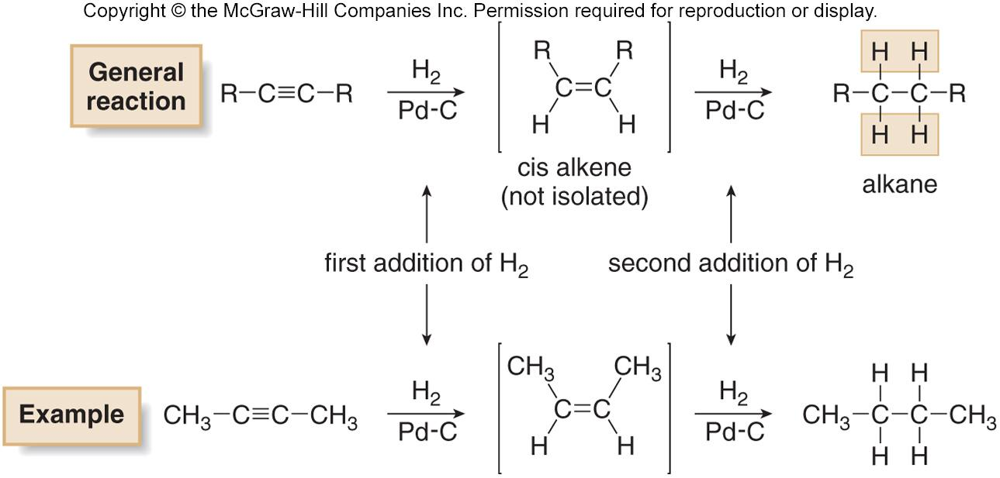 Copyright © the McGraw-Hill Companies Inc. Permission required for reproduction or display.
General
reaction
R–C≡C–R
H₂
Pd-C
R R
C=C
H H
cis alkene
(not isolated)
H₂
Pd-C
H H
R–C–C–R
H H
alkane
first addition of H₂
second addition of H₂
Example
CH₃–C≡C–CH₃
H₂
Pd-C
CH₃ CH₃
C=C
H H
H₂
Pd-C
H H
CH₃–C–C–CH₃
H H